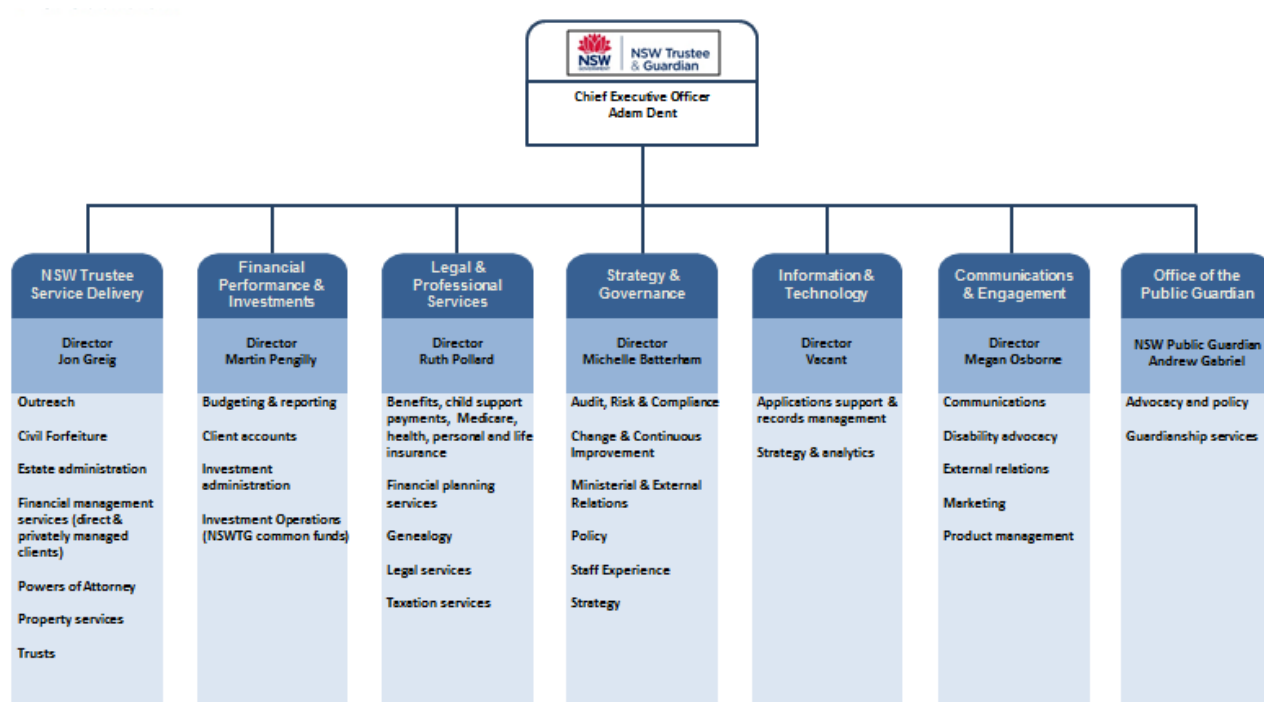 NSW
GOVERNMENT
NSW Trustee
& Guardian
Chief Executive Officer
Adam Dent
NSW Trustee
Service Delivery
Director
Jon Greig
Outreach
Civil Forfeiture
Estate administration
Financial management
services (direct &
privately managed
clients)
Powers of Attorney
Property services
Trusts
Financial
Performance &
Investments
Director
Martin Pengilly
Budgeting & reporting
Client accounts
Investment
administration
Investment Operations
(NSWTG common funds)
Legal &
Professional
Services
Director
Ruth Pollard
Benefits, child support
payments, Medicare,
health, personal and life
insurance
Financial planning
services
Genealogy
Legal services
Taxation services
Strategy &
Governance
Director
Michelle Batterham
Audit, Risk & Compliance
Change & Continuous
Improvement
Ministerial & External
Relations
Policy
Staff Experience
Strategy
Information &
Technology
Director
Vacant
Applications support &
records management
Strategy & analytics
Communications
& Engagement
Director
Megan Osborne
Communications
Disability advocacy
External relations
Marketing
Product management
Office of the
Public Guardian
NSW Public Guardian
Andrew Gabriel
Advocacy and policy
Guardianship services